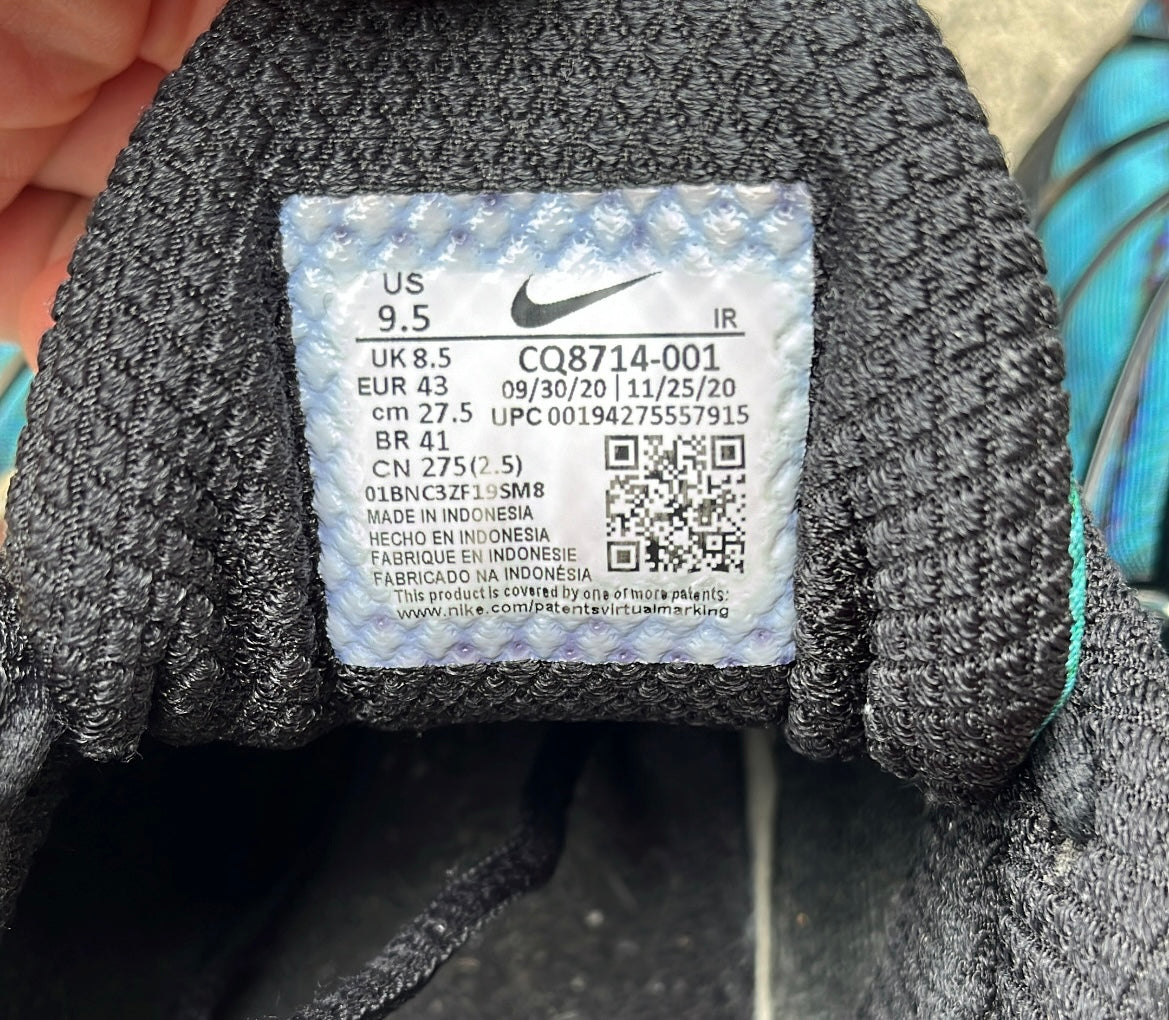 US
9.5
IR
UK 8.5
EUR 43
cm 27.5
BR 41
CN 275(2.5)
CQ8714-001
09/30/20 | 11/25/20
UPC 00194275557915
01BNC3ZF19SM8
MADE IN INDONESIA
HECHO EN INDONESIA
FABRIQUE EN INDONESIE
FABRICADO NA INDONÉSIA
This product is covered by one or more patents:
www.nike.com/patentsvirtualmarking